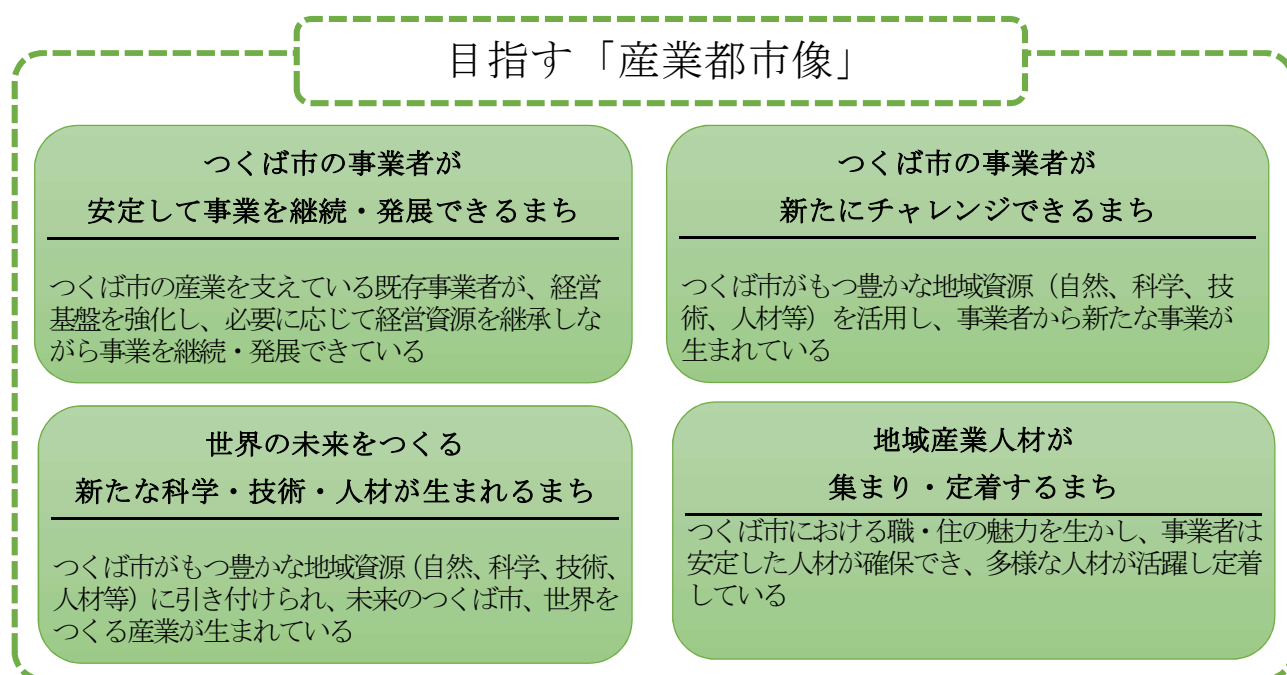 目指す「産業都市像」
つくば市の事業者が
安定して事業を継続・発展できるまち
つくば市の産業を支えている既存事業者が、経営
基盤を強化し、必要に応じて経営資源を継承しな
がら事業を継続・発展できている
つくば市の事業者が
新たにチャレンジできるまち
つくば市がもつ豊かな地域資源（自然、科学、技
術、人材等）を活用し、事業者から新たな事業が
生まれている
世界の未来をつくる
新たな科学・技術・人材が生まれるまち
つくば市がもつ豊かな地域資源（自然、科学、技術、
人材等）に引き付けられ、未来のつくば市、世界を
つくる産業が生まれている
地域産業人材が
集まり・定着するまち
つくば市における職・住の魅力を生かし、事業者は
安定した人材が確保でき、多様な人材が活躍し定着
している